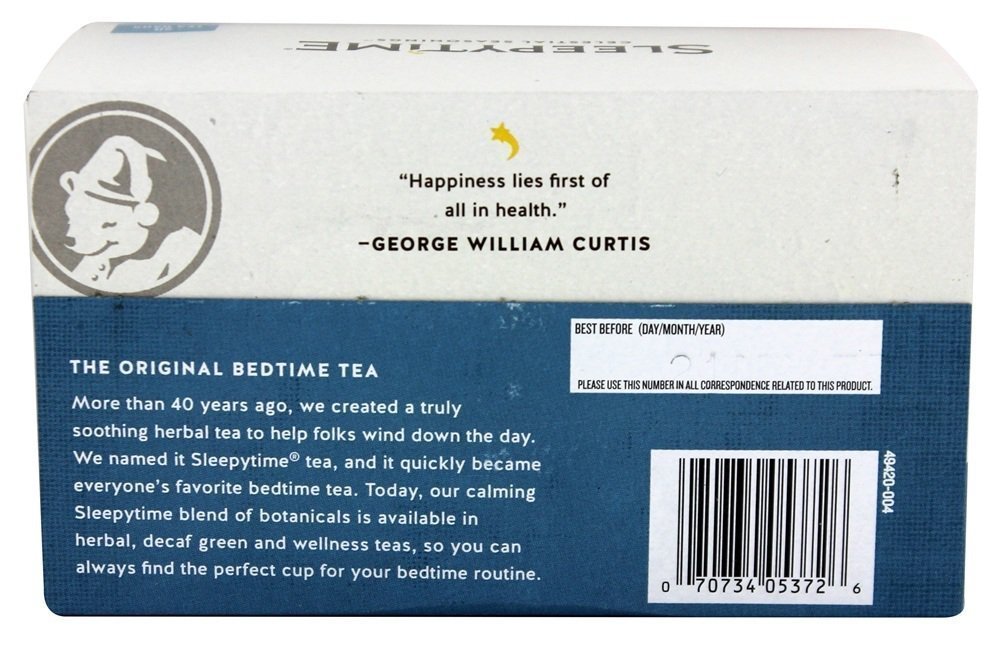 SLEEPYTIME®
CELESTIAL SEASONINGS®
“Happiness lies first of
all in health.”
–GEORGE WILLIAM CURTIS
BEST BEFORE (DAY/MONTH/YEAR)
PLEASE USE THIS NUMBER IN ALL CORRESPONDENCE RELATED TO THIS PRODUCT.
THE ORIGINAL BEDTIME TEA
More than 40 years ago, we created a truly
soothing herbal tea to help folks wind down the day.
We named it Sleepytime® tea, and it quickly became
everyone’s favorite bedtime tea. Today, our calming
Sleepytime blend of botanicals is available in
herbal, decaf green and wellness teas, so you can
always find the perfect cup for your bedtime routine.
49420-004
0 70734 05372 6